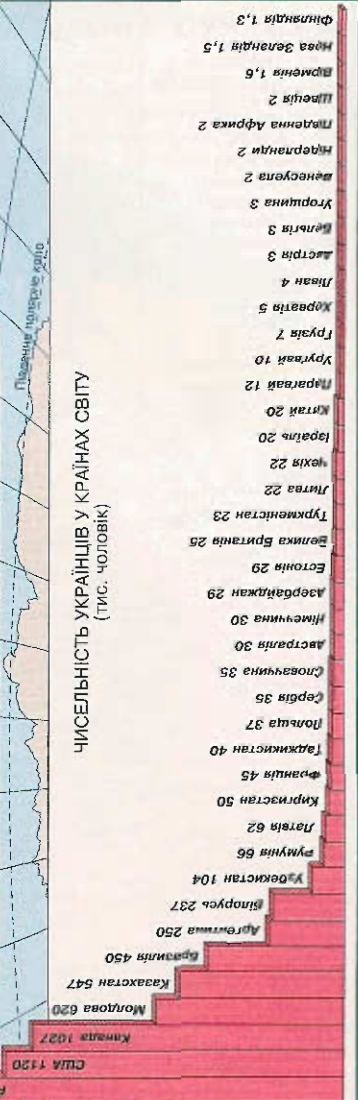 Південне полярне коло
ЧИСЕЛЬНІСТЬ УКРАЇНЦІВ У КРАЇНАХ СВІТУ
(тис. чоловік)
США 1120
Канада 1027
Молдова 620
Казахстан 547
Бразилія 450
Аргентина 250
Білорусь 237
Узбекистан 104
Румунія 66
Латвія 62
Киргизстан 50
Франція 45
Таджикистан 40
Польща 37
Сербія 35
Словаччина 35
Австралія 30
Німеччина 30
Азербайджан 29
Естонія 29
Велика Британія 25
Туркменістан 23
Литва 22
Чехія 22
Ізраїль 20
Китай 20
Парагвай 12
Уругвай 10
Грузія 7
Хорватія 5
Ліван 4
Австрія 3
Бельгія 3
Угорщина 3
Венесуела 2
Нідерланди 2
Південна Африка 2
Швеція 2
Вірменія 1,6
Нова Зеландія 1,5
Фінляндія 1,3